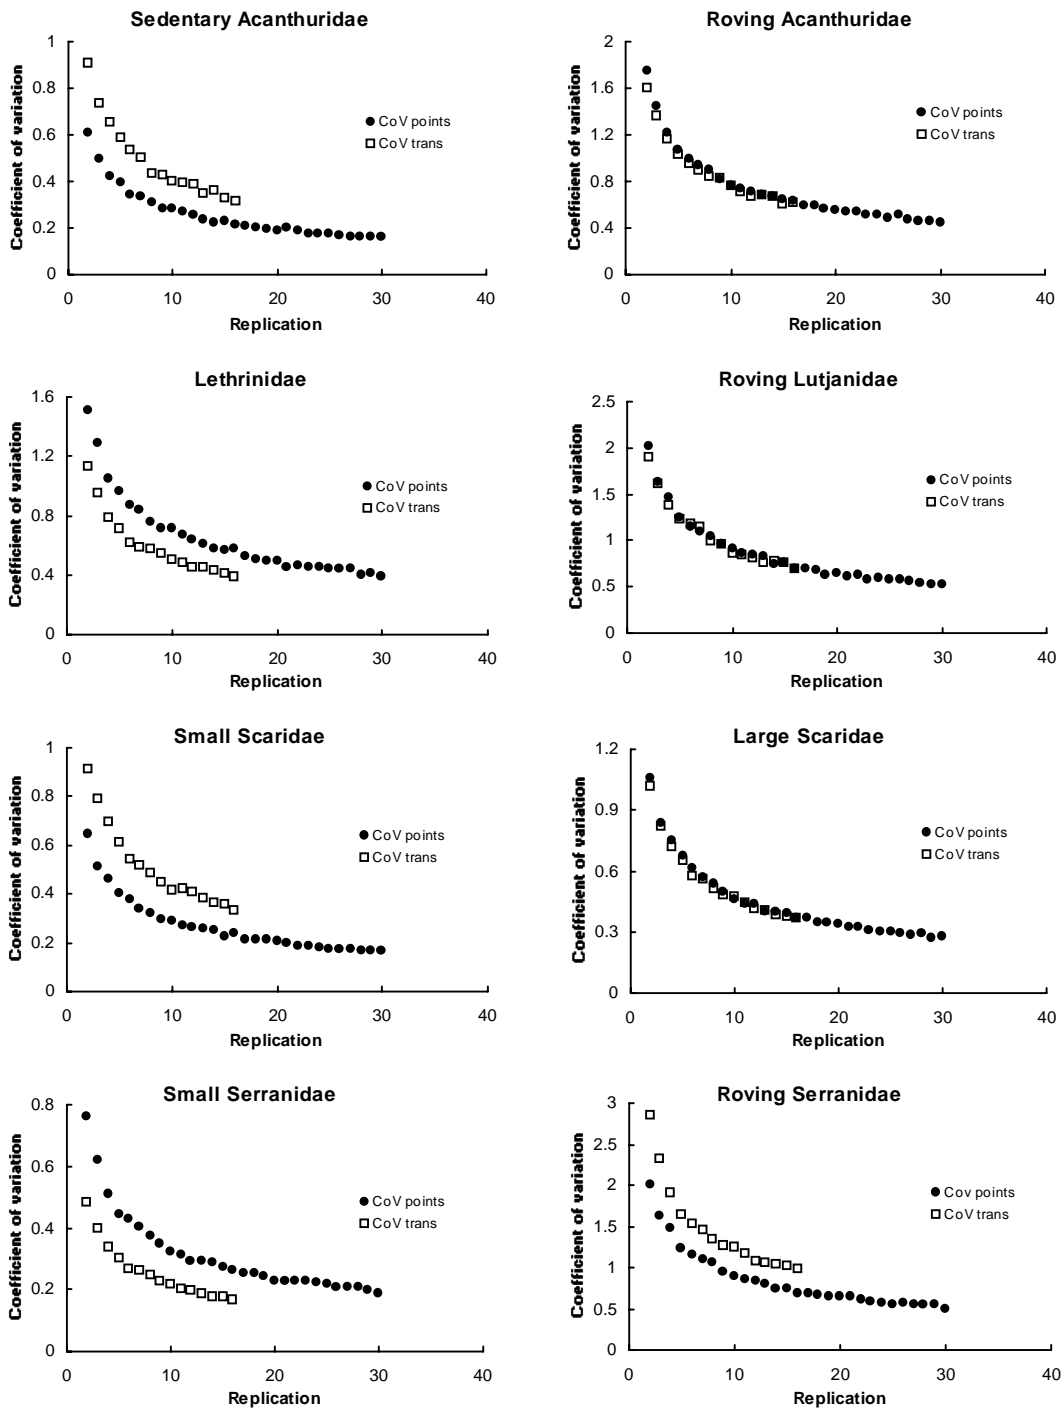 Sedentary Acanthuridae
Coefficient of variation
1
0.8
0.6
0.4
0.2
0
0 10 20 30 40
Replication
CoV points
CoV trans
Roving Acanthuridae
Coefficient of variation
2
1.6
1.2
0.8
0.4
0
0 10 20 30 40
Replication
CoV points
CoV trans
Lethrinidae
Coefficient of variation
1.6
1.2
0.8
0.4
0
0 10 20 30 40
Replication
CoV points
CoV trans
Roving Lutjanidae
Coefficient of variation
2.5
2
1.5
1
0.5
0
0 10 20 30 40
Replication
CoV points
CoV trans
Small Scaridae
Coefficient of variation
1
0.8
0.6
0.4
0.2
0
0 10 20 30 40
Replication
CoV points
CoV trans
Large Scaridae
Coefficient of variation
1.2
0.9
0.6
0.3
0
0 10 20 30 40
Replication
CoV points
CoV trans
Small Serranidae
Coefficient of variation
0.8
0.6
0.4
0.2
0
0 10 20 30 40
Replication
CoV points
CoV trans
Roving Serranidae
Coefficient of variation
3
2.5
2
1.5
1
0.5
0
0 10 20 30 40
Replication
Cov points
CoV trans